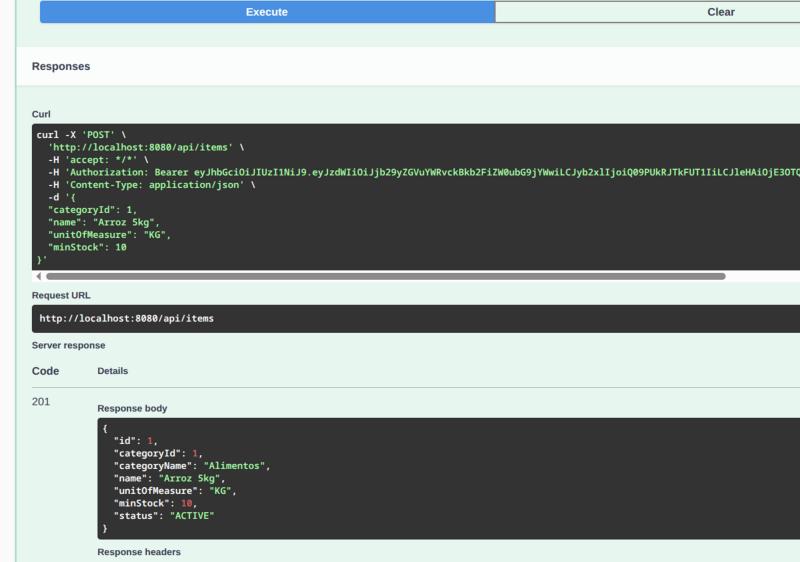 Execute
Clear
Responses
Curl
curl -X 'POST' \
'http://localhost:8080/api/items' \
-H 'accept: */*' \
-H 'Authorization: Bearer eyJhbGciOiJIUzI1NiJ9.eyJzdWIiOiJjb29yZGVuYWRvckBkb2FiZW0ubG9jYWwiLCJyb2xlIjoiQ09PUkRJTkFUT1IiLCJleHAiOjE3OTQ
-H 'Content-Type: application/json' \
-d '{
"categoryId": 1,
"name": "Arroz 5kg",
"unitOfMeasure": "KG",
"minStock": 10
}'
Request URL
http://localhost:8080/api/items
Server response
Code
Details
201
Response body
{
"id": 1,
"categoryId": 1,
"categoryName": "Alimentos",
"name": "Arroz 5kg",
"unitOfMeasure": "KG",
"minStock": 10,
"status": "ACTIVE"
}
Response headers